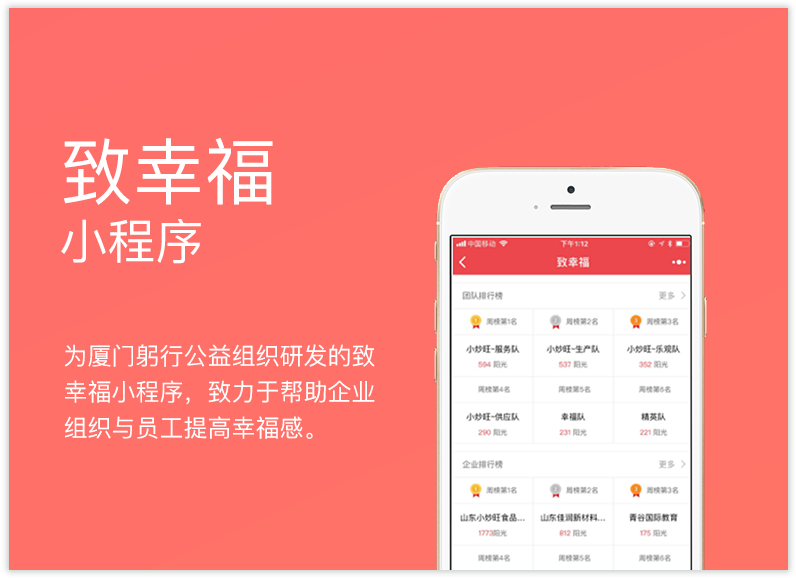 致幸福
小程序
为厦门躬行公益组织研发的致
幸福小程序，致力于帮助企业
组织与员工提高幸福感。
中国移动 下午1:12
致幸福
团队排行榜 更多
周榜第1名 周榜第2名 周榜第3名
小炒旺-服务队 小炒旺-生产队 小炒旺-乐观队
594 阳光 537 阳光 352 阳光
周榜第4名 周榜第5名 周榜第6名
小炒旺-供应队 幸福队 精英队
290 阳光 231 阳光 221 阳光
企业排行榜 更多
周榜第1名 周榜第2名 周榜第3名
山东小炒旺食品... 山东佳润新材料... 青谷国际教育
1773阳光 812 阳光 175 阳光
周榜第4名 周榜第5名 周榜第6名